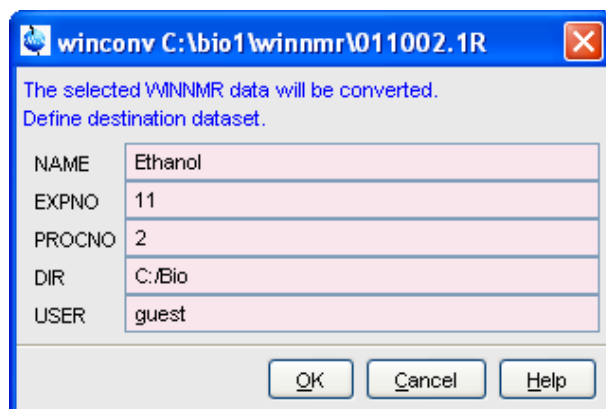 winconv C:\bio1\winnmr\011002.1R
The selected WINNMR data will be converted.
Define destination dataset.
NAME Ethanol
EXPNO 11
PROCNO 2
DIR C:/Bio
USER guest
OK Cancel Help